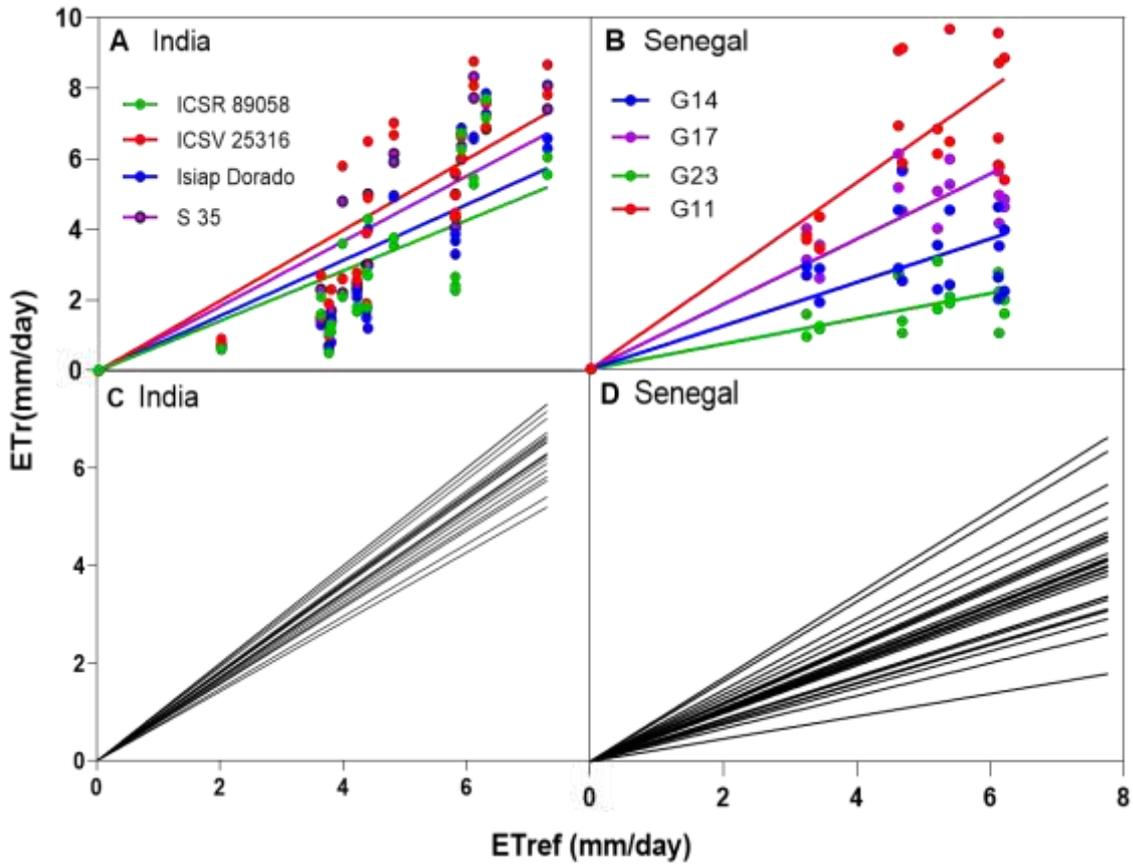 A India
ICSR 89058
ICSV 25316
Isiap Dorado
S 35
B Senegal
G14
G17
G23
G11
10
8
6
4
2
0
ETr(mm/day)
C India
D Senegal
6
4
2
0
0 2 4 6
0 2 4 6 8
ETref (mm/day)